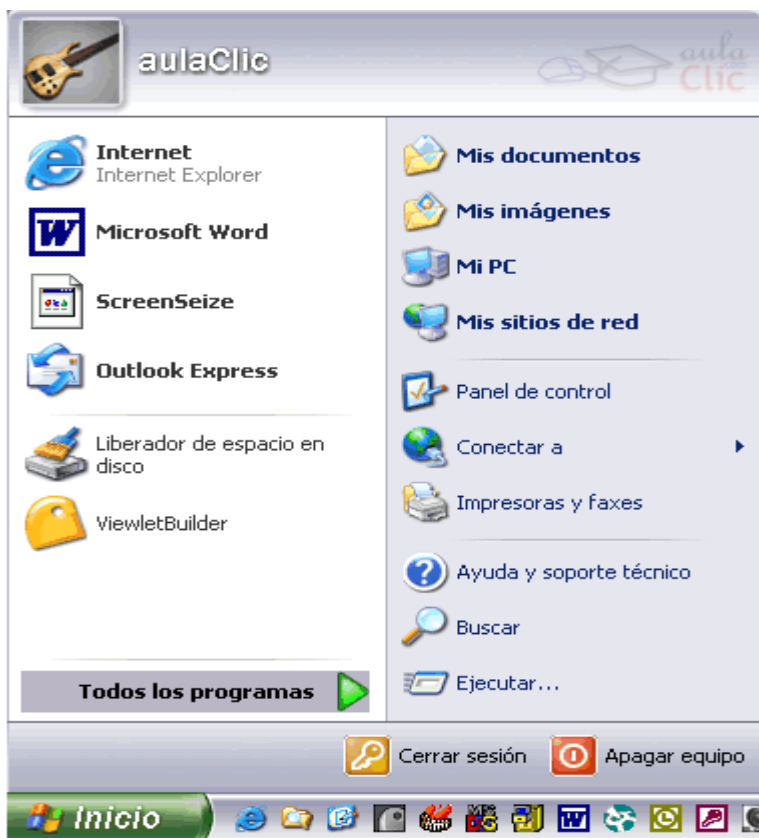 aulaClic
aula
Clic
Internet
Internet Explorer
Microsoft Word
ScreenSeize
Outlook Express
Liberador de espacio en
disco
ViewletBuilder
Todos los programas
Mis documentos
Mis imágenes
Mi PC
Mis sitios de red
Panel de control
Conectar a
Impresoras y faxes
Ayuda y soporte técnico
Buscar
Ejecutar...
Cerrar sesión
Apagar equipo
Inicio